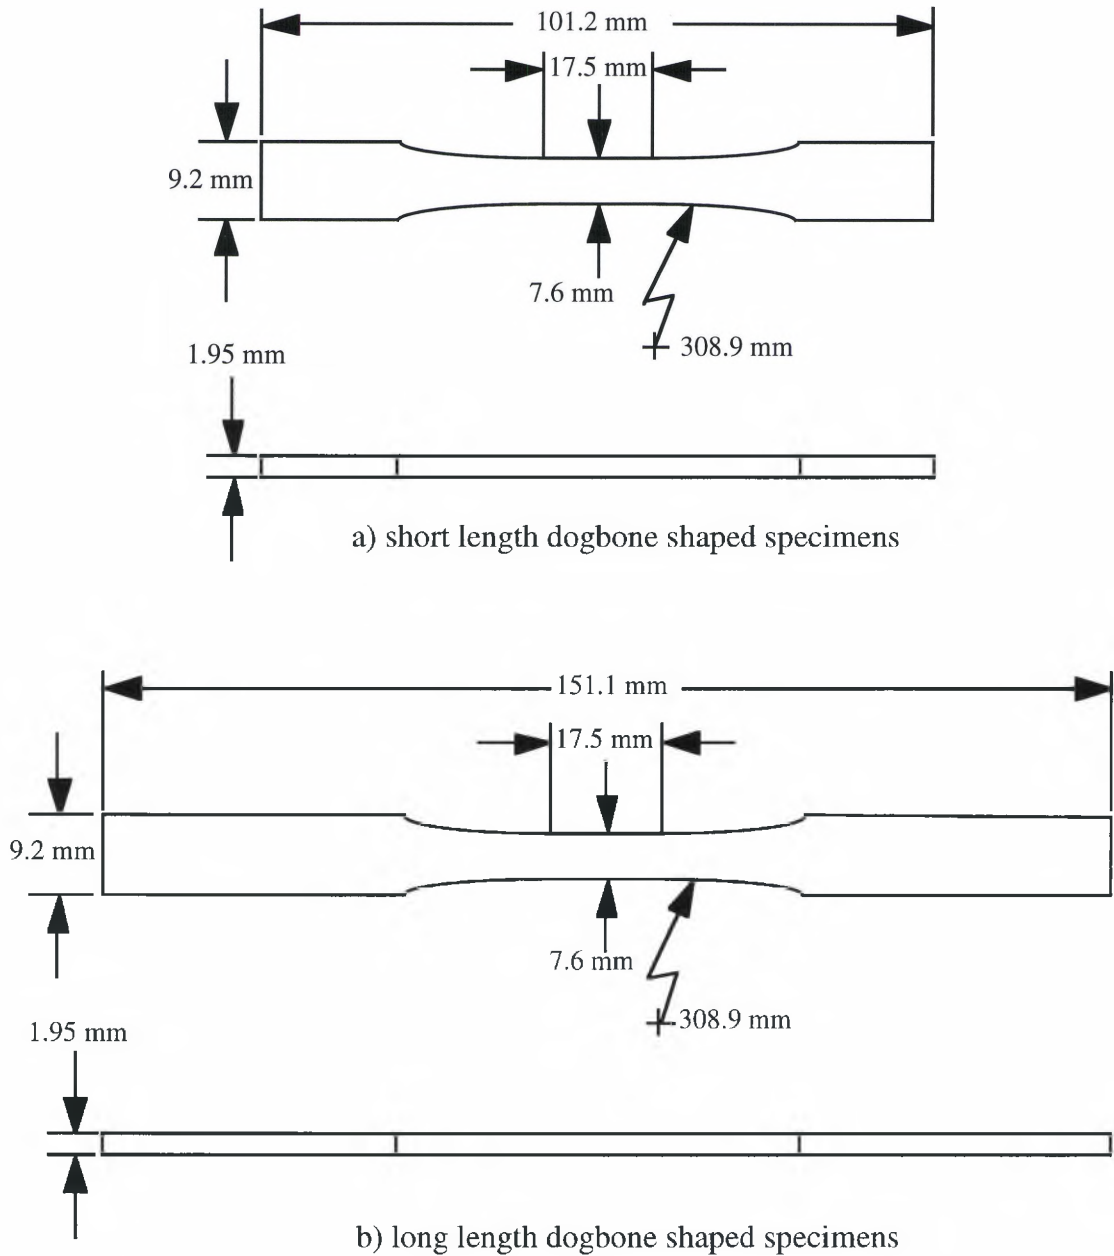 101.2 mm
17.5 mm
9.2 mm
7.6 mm
308.9 mm
1.95 mm
a) short length dogbone shaped specimens
151.1 mm
17.5 mm
9.2 mm
7.6 mm
308.9 mm
1.95 mm
b) long length dogbone shaped specimens